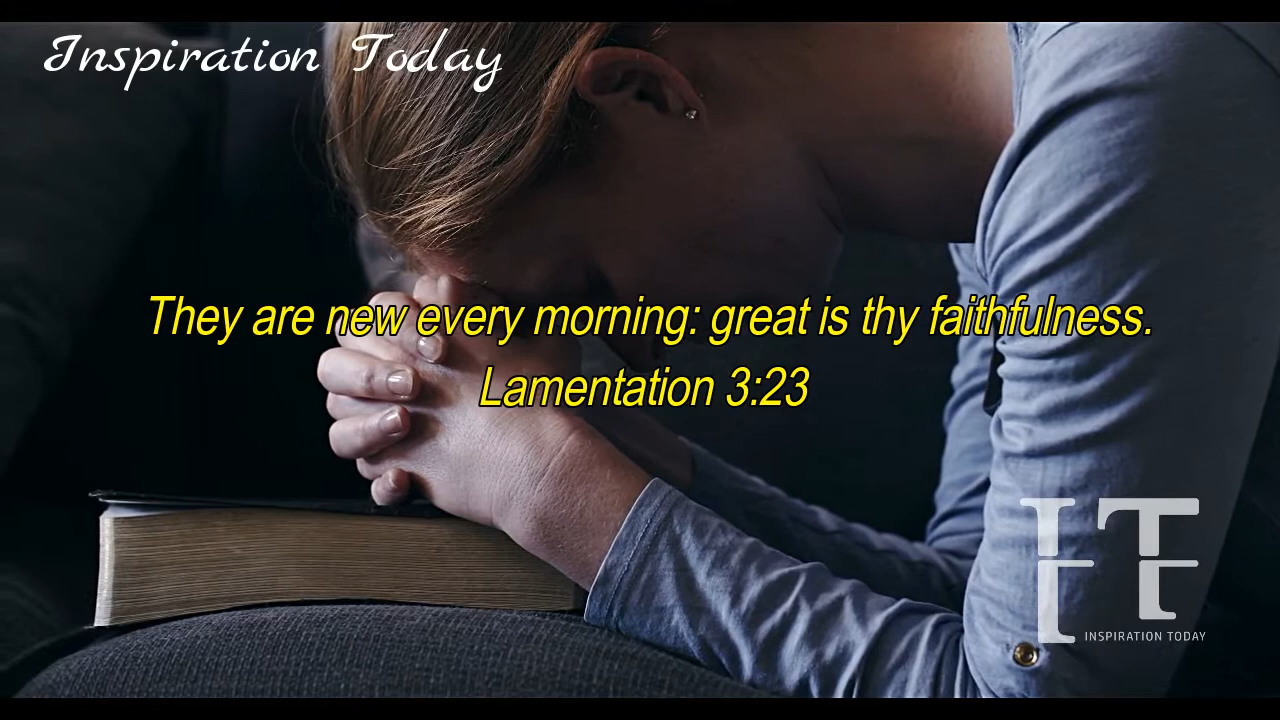 Inspiration Today
They are new every morning: great is thy faithfulness.
Lamentation 3:23
INSPIRATION TODAY